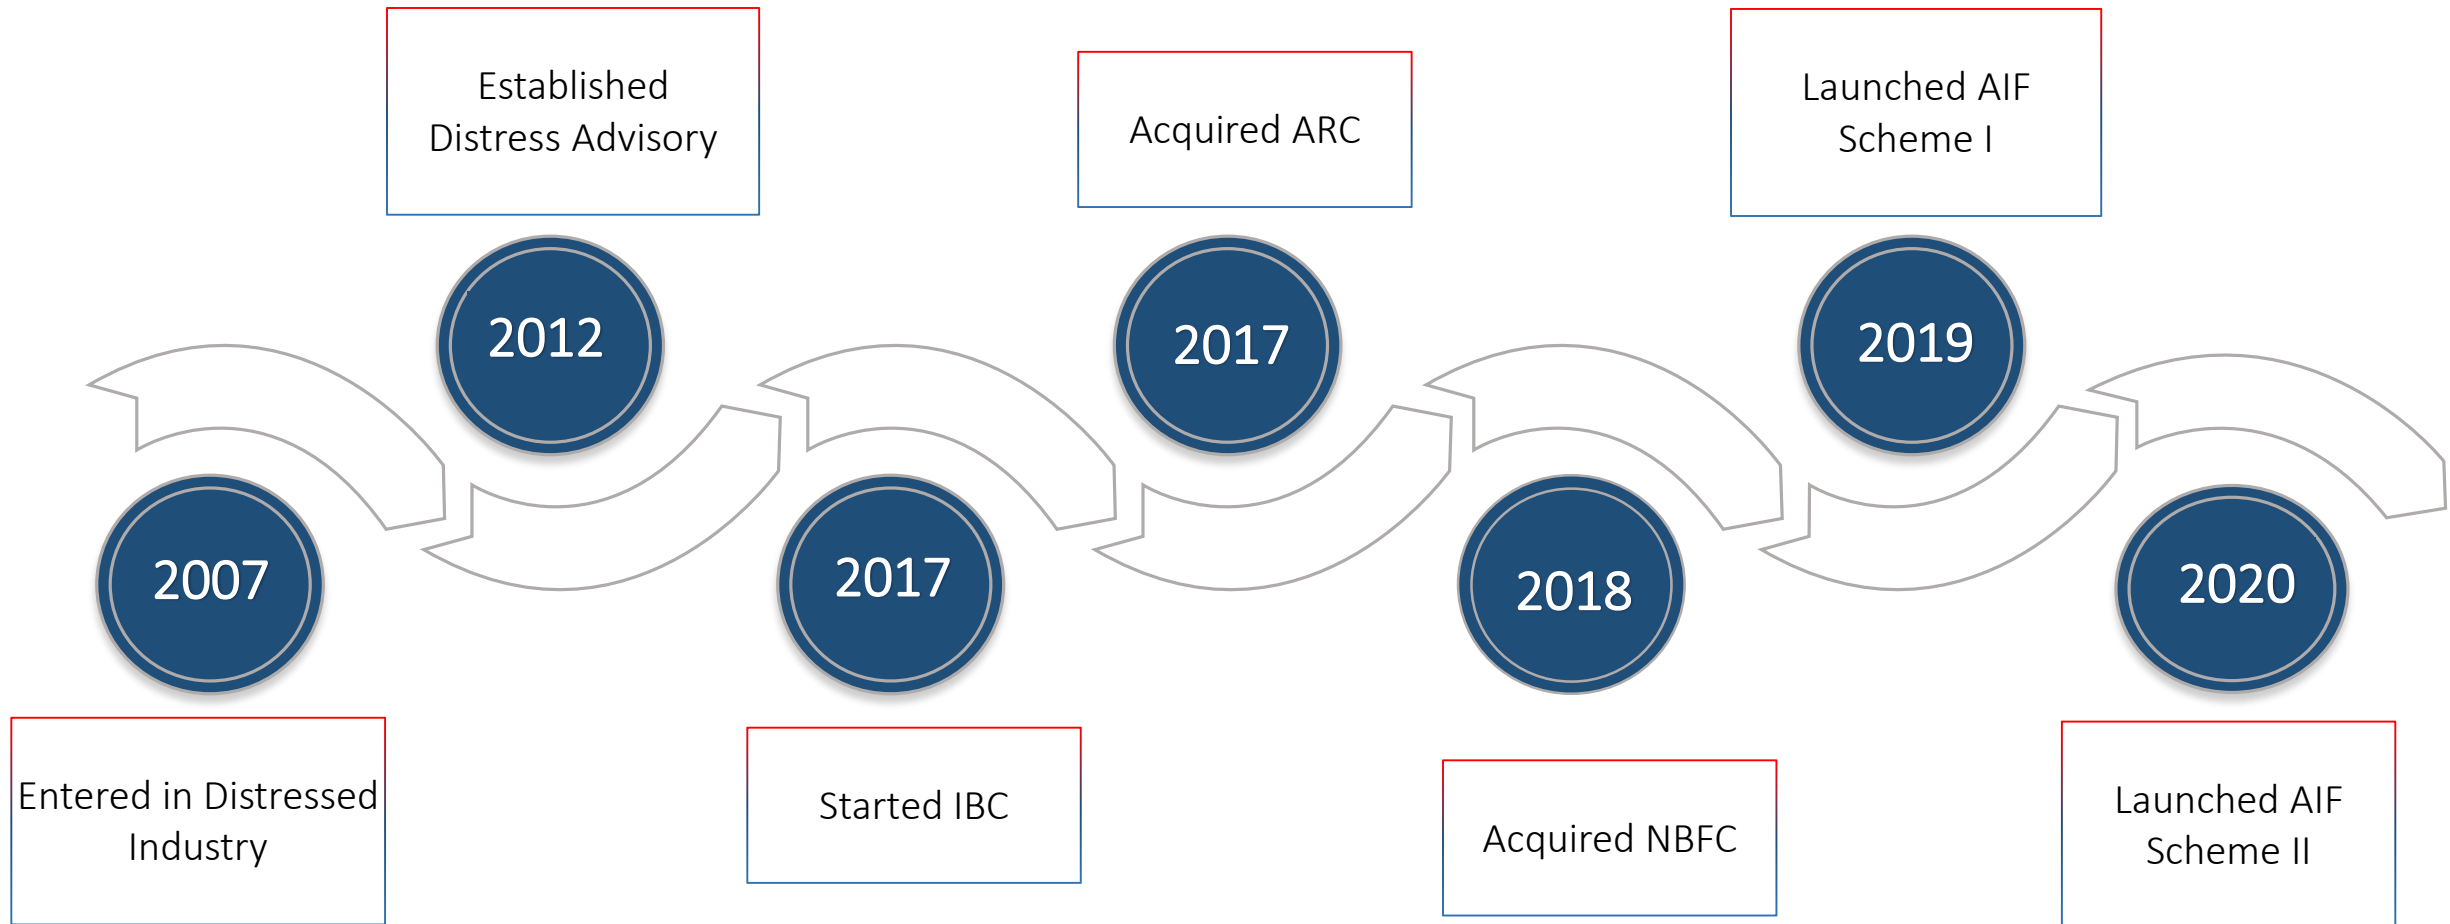 2007
Entered in Distressed
Industry
Established
Distress Advisory
2012
2017
Started IBC
Acquired ARC
2017
2018
Acquired NBFC
Launched AIF
Scheme I
2019
2020
Launched AIF
Scheme II